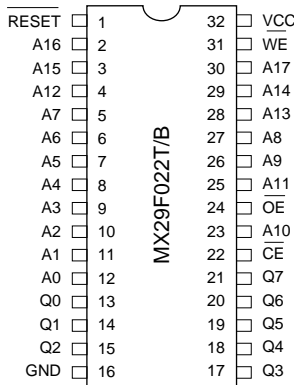 RESET 1 32 VCC
A16 2 31 WE
A15 3 30 A17
A12 4 29 A14
A7 5 28 A13
A6 6 27 A8
A5 7 26 A9
A4 8 25 A11
A3 9 24 OE
A2 10 23 A10
A1 11 22 CE
A0 12 21 Q7
Q0 13 20 Q6
Q1 14 19 Q5
Q2 15 18 Q4
GND 16 17 Q3
MX29F022T/B